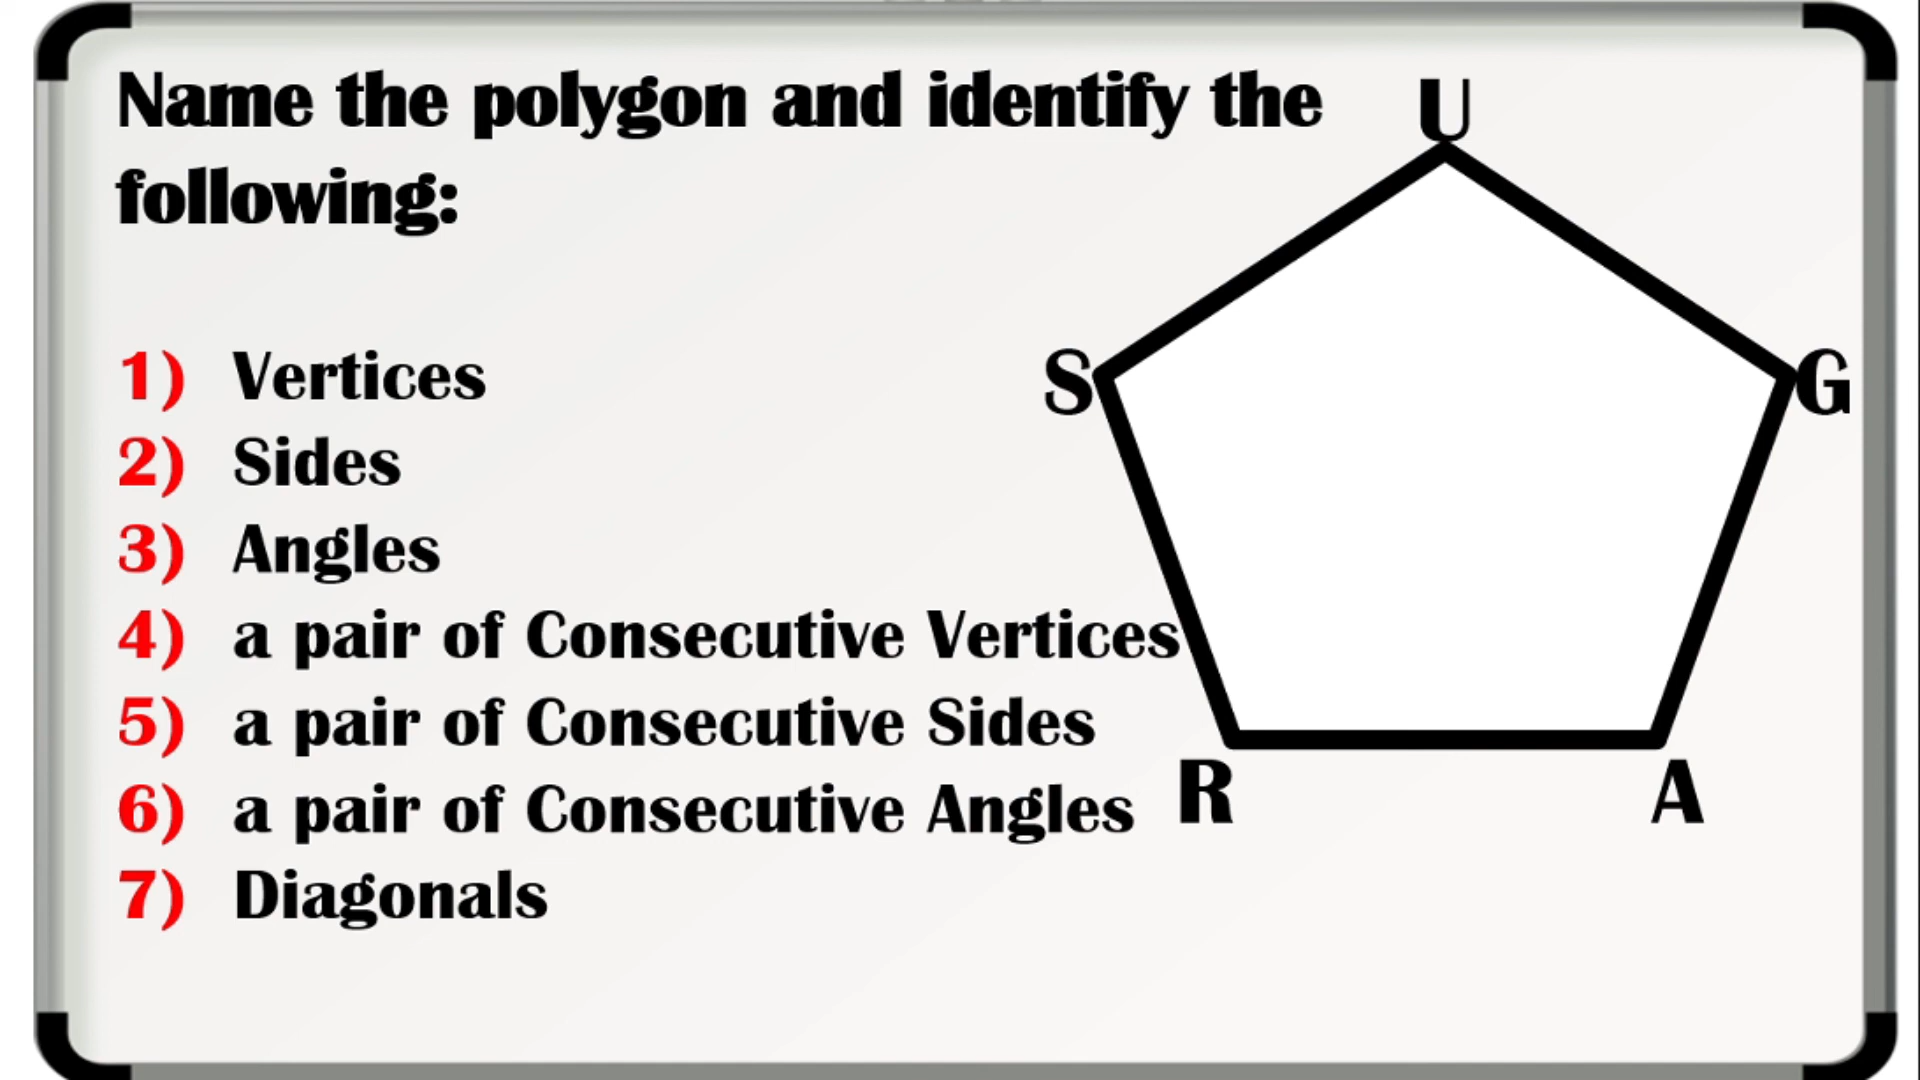 Name the polygon and identify the
following:
1) Vertices
2) Sides
3) Angles
4) a pair of Consecutive Vertices
5) a pair of Consecutive Sides
6) a pair of Consecutive Angles
7) Diagonals
U
S
G
R
A